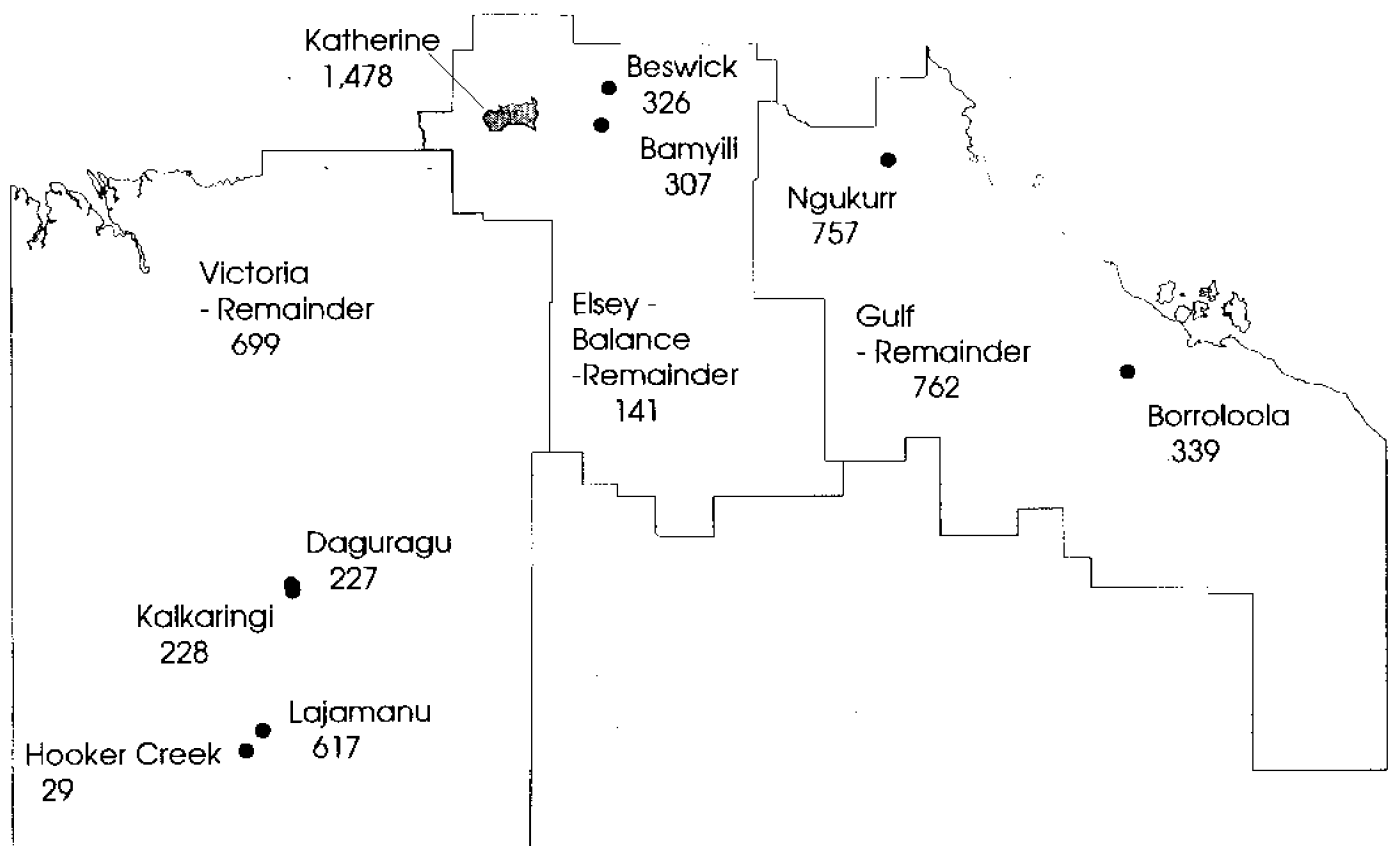 Katherine
1,478
Beswick
326
Bamyili
307
Ngukurr
757
Victoria
- Remainder
699
Elsey -
Balance
-Remainder
141
Gulf
- Remainder
762
Borroloola
339
Daguragu
227
Kalkaringi
228
Lajamanu
617
Hooker Creek
29